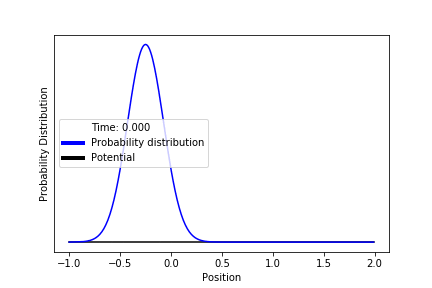 Probability Distribution
Time: 0.000
Probability distribution
Potential
−1.0 −0.5 0.0 0.5 1.0 1.5 2.0
Position